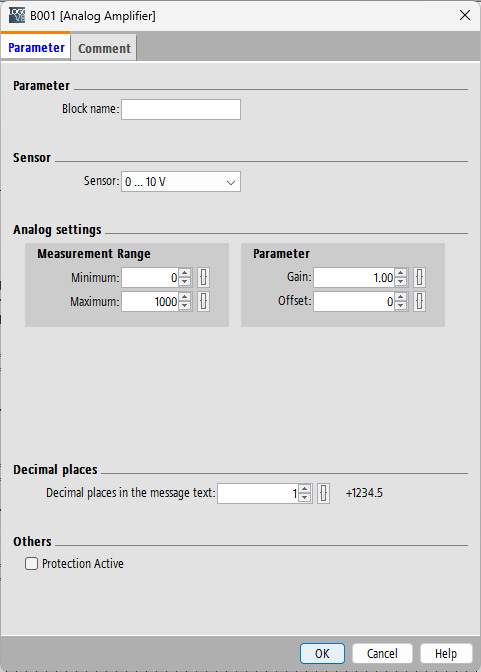 B001 [Analog Amplifier]
Parameter
Comment
Parameter
Block name:
Sensor
Sensor: 0 ... 10 V
Analog settings
Measurement Range
Minimum: 0
Maximum: 1000
Parameter
Gain: 1.00
Offset: 0
Decimal places
Decimal places in the message text: 1 +1234.5
Others
Protection Active
OK Cancel Help